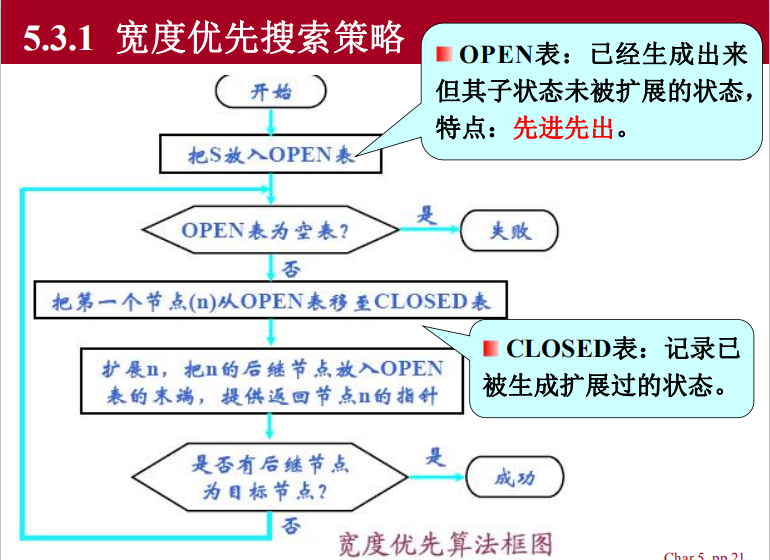 5.3.1 宽度优先搜索策略
OPEN表：已经生成出来
但其子状态未被扩展的状态，
特点：先进先出。
开始
把S放入OPEN表
OPEN表为空表？
是
失败
否
把第一个节点(n)从OPEN表移至CLOSED表
CLOSED表：记录已
被生成扩展过的状态。
扩展n，把n的后继节点放入OPEN
表的末端，提供返回节点n的指针
是否有后继节点
为目标节点？
是
成功
否
宽度优先算法框图
Char 5 pp.21